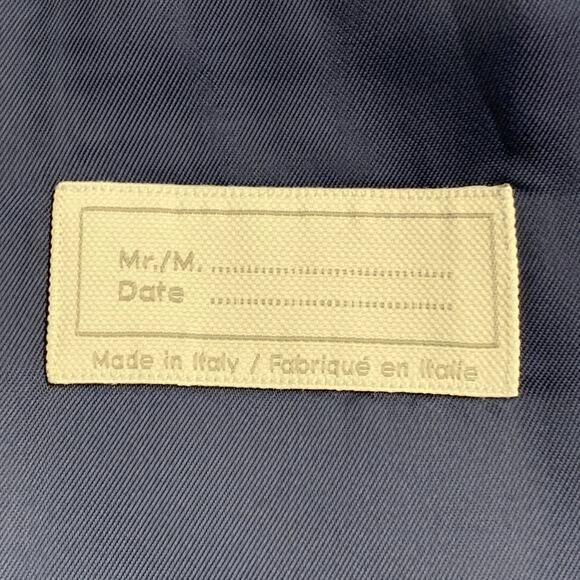 Mr./M. ................................
Date ................................
Made in Italy / Fabriqué en Italie